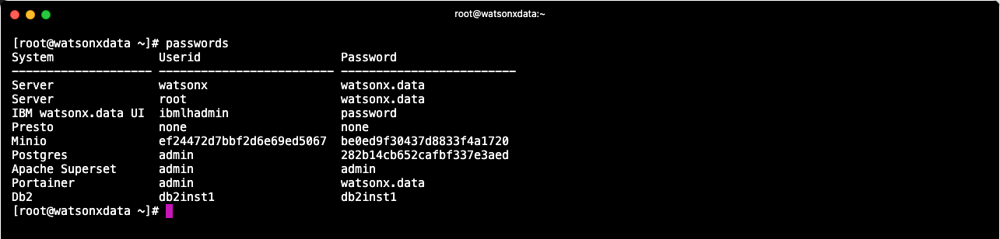 root@watsonxdata:~
[root@watsonxdata ~]# passwords
System Userid Password
--------------------- ------------------------- -------------------------
Server watsonx watsonx.data
Server root watsonx.data
IBM watsonx.data UI ibmlhadmin password
Presto none none
Minio ef24472d7bbf2d6e69ed5067 be0ed9f30437d8833f4a1720
Postgres admin 282b14cb652cafbf337e3aed
Apache Superset admin admin
Portainer admin watsonx.data
Db2 db2inst1 db2inst1
[root@watsonxdata ~]#